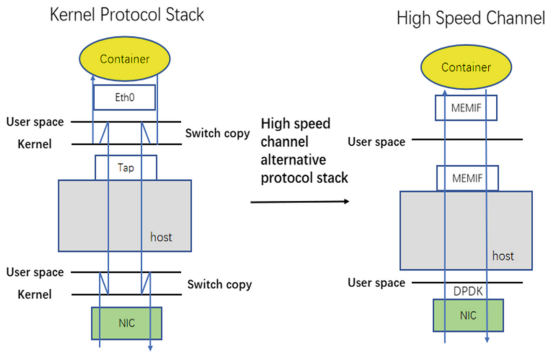 Kernel Protocol Stack
High Speed Channel
Container
Eth0
User space
Kernel
Switch copy
Tap
host
User space
Kernel
Switch copy
NIC
High speed
channel
alternative
protocol stack
Container
MEMIF
User space
MEMIF
host
User space
DPDK
NIC